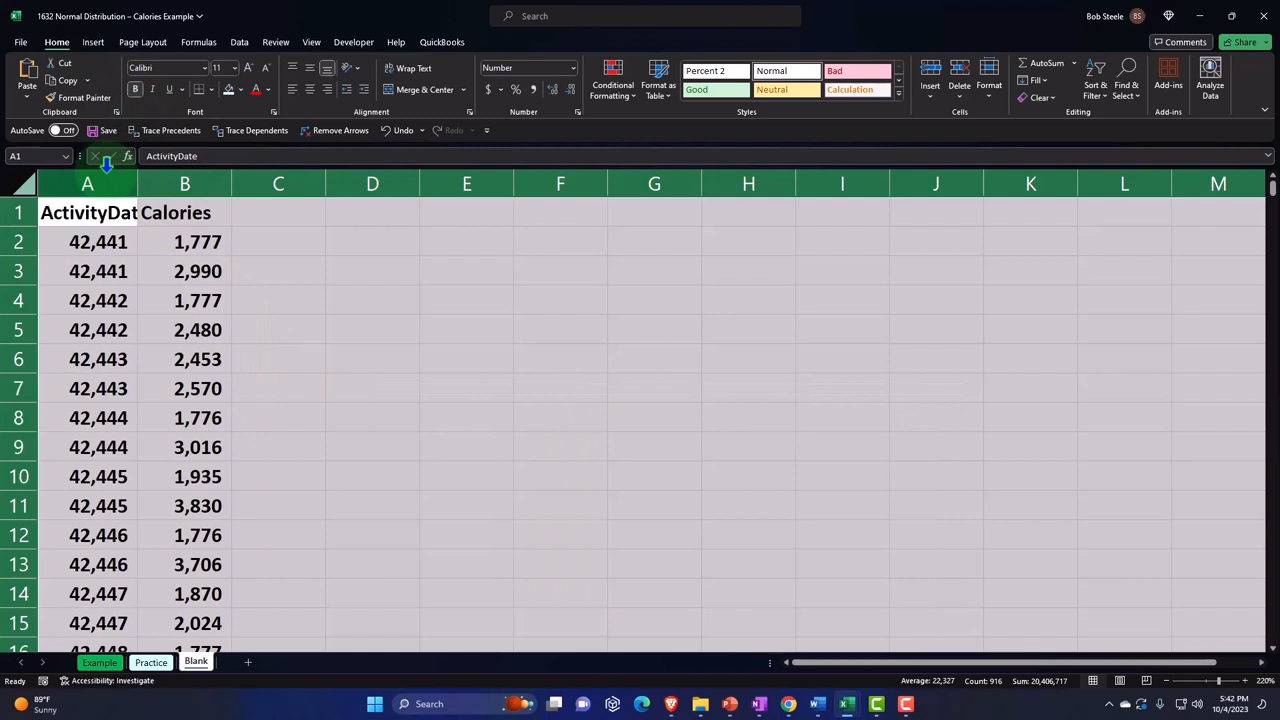 1632 Normal Distribution – Calories Example
Search
Bob Steele
BS
File Home Insert Page Layout Formulas Data Review View Developer Help QuickBooks
Comments
Share
Paste
Cut
Copy
Format Painter
Clipboard
Calibri 11
B I U
Font
Wrap Text
Merge & Center
Alignment
Number
$ % ,
Number
Conditional Formatting
Format as Table
Percent 2 Normal Bad
Good Neutral Calculation
Styles
Insert Delete Format
Cells
AutoSum
Fill
Clear
Sort & Filter
Find & Select
Editing
Add-ins
Add-ins
Analyze Data
AutoSave Off Save Trace Precedents Trace Dependents Remove Arrows Undo Redo
A1 fx ActivityDate
A B C D E F G H I J K L M
1 ActivityDat Calories
2 42,441 1,777
3 42,441 2,990
4 42,442 1,777
5 42,442 2,480
6 42,443 2,453
7 42,443 2,570
8 42,444 1,776
9 42,444 3,016
10 42,445 1,935
11 42,445 3,830
12 42,446 1,776
13 42,446 3,706
14 42,447 1,870
15 42,447 2,024
16 42,448 1,777
Example Practice Blank
Ready Accessibility: Investigate Average: 22,327 Count: 916 Sum: 20,406,717 220%
89°F
Sunny
Search
5:42 PM
10/4/2023